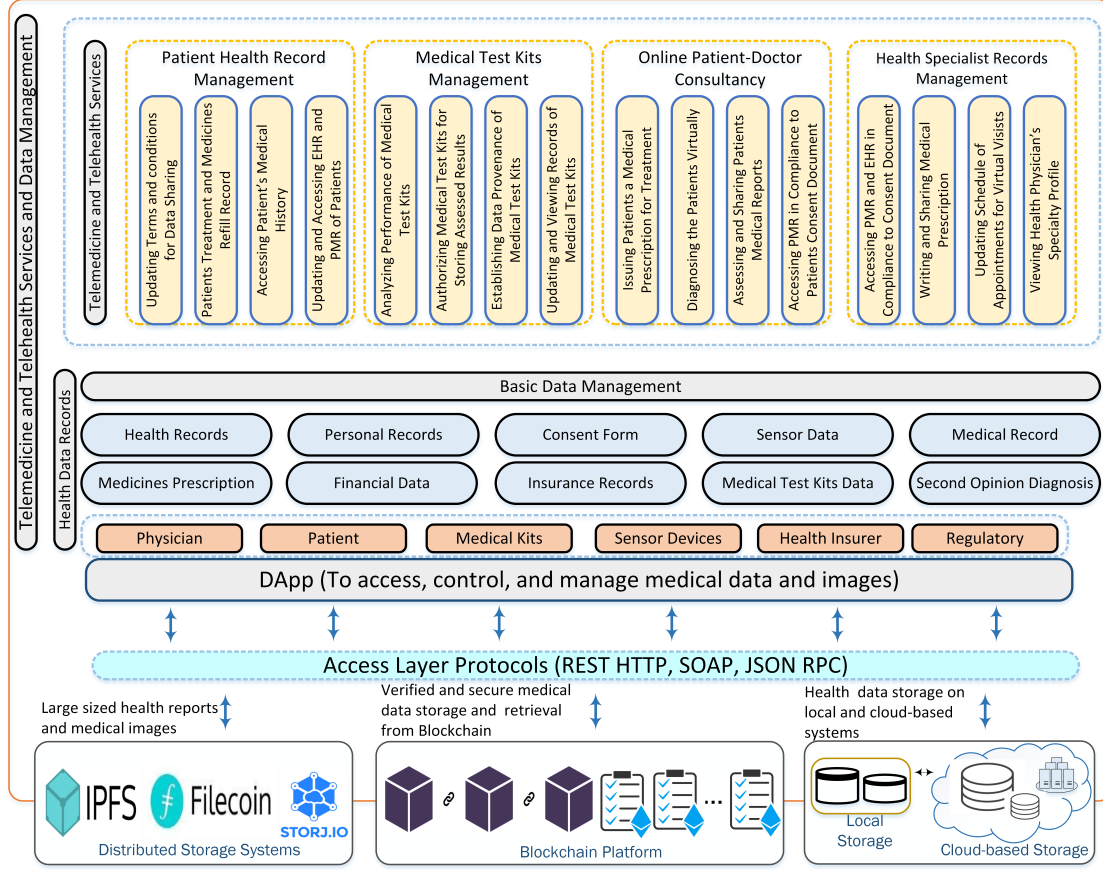 Telemedicine and Telehealth Services and Data Management
Telemedicine and Telehealth Services
Patient Health Record
Management
Updating Terms and conditions
for Data Sharing
Patients Treatment and Medicines
Refill Record
Accessing Patient's Medical
History
Updating and Accessing EHR and
PMR of Patients
Medical Test Kits
Management
Analyzing Performance of Medical
Test Kits
Authorizing Medical Test Kits for
Storing Assessed Results
Establishing Data Provenance of
Medical Test Kits
Updating and Viewing Records of
Medical Test Kits
Online Patient-Doctor
Consultancy
Issuing Patients a Medical
Prescription for Treatment
Diagnosing the Patients Virtually
Assessing and Sharing Patients
Medical Reports
Accessing PMR in Compliance to
Patients Consent Document
Health Specialist Records
Management
Accessing PMR and EHR in
Compliance to Consent Document
Writing and Sharing Medical
Prescription
Updating Schedule of
Appointments for Virtual Visists
Viewing Health Physician's
Specialty Profile
Health Data Records
Basic Data Management
Health Records
Personal Records
Consent Form
Sensor Data
Medical Record
Medicines Prescription
Financial Data
Insurance Records
Medical Test Kits Data
Second Opinion Diagnosis
Physician
Patient
Medical Kits
Sensor Devices
Health Insurer
Regulatory
DApp (To access, control, and manage medical data and images)
Access Layer Protocols (REST HTTP, SOAP, JSON RPC)
Large sized health reports
and medical images
Verified and secure medical
data storage and retrieval
from Blockchain
Health data storage on
local and cloud-based
systems
IPFS
Filecoin
STORJ.IO
Distributed Storage Systems
...
Blockchain Platform
Local
Storage
Cloud-based Storage